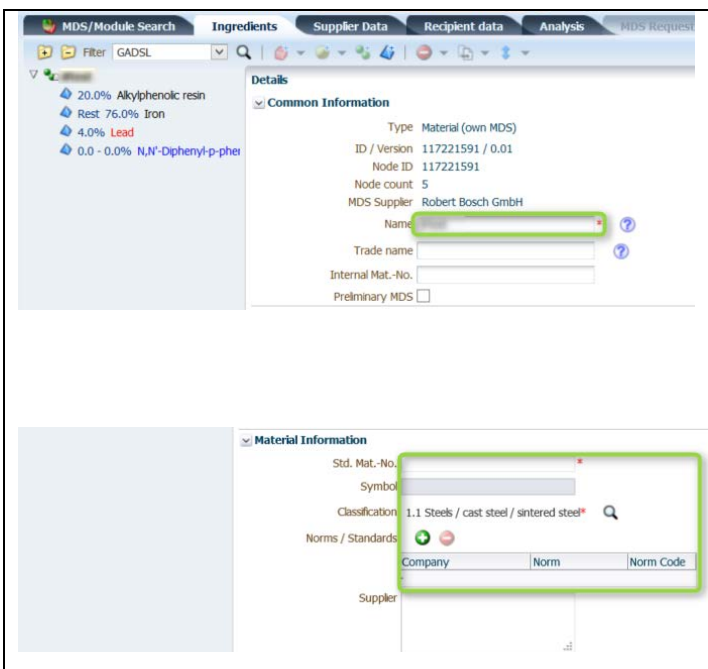 MDS/Module Search Ingredients Supplier Data Recipient data Analysis MDS Request
Filter GADSL
20.0% Alkylphenolic resin
Rest 76.0% Iron
4.0% Lead
0.0 - 0.0% N,N'-Diphenyl-p-pher
Details
Common Information
Type Material (own MDS)
ID / Version 117221591 / 0.01
Node ID 117221591
Node count 5
MDS Supplier Robert Bosch GmbH
Name *
Trade name
Internal Mat.-No.
Preliminary MDS
Material Information
Std. Mat.-No. *
Symbol
Classification 1.1 Steels / cast steel / sintered steel*
Norms / Standards
Company Norm Norm Code
Supplier